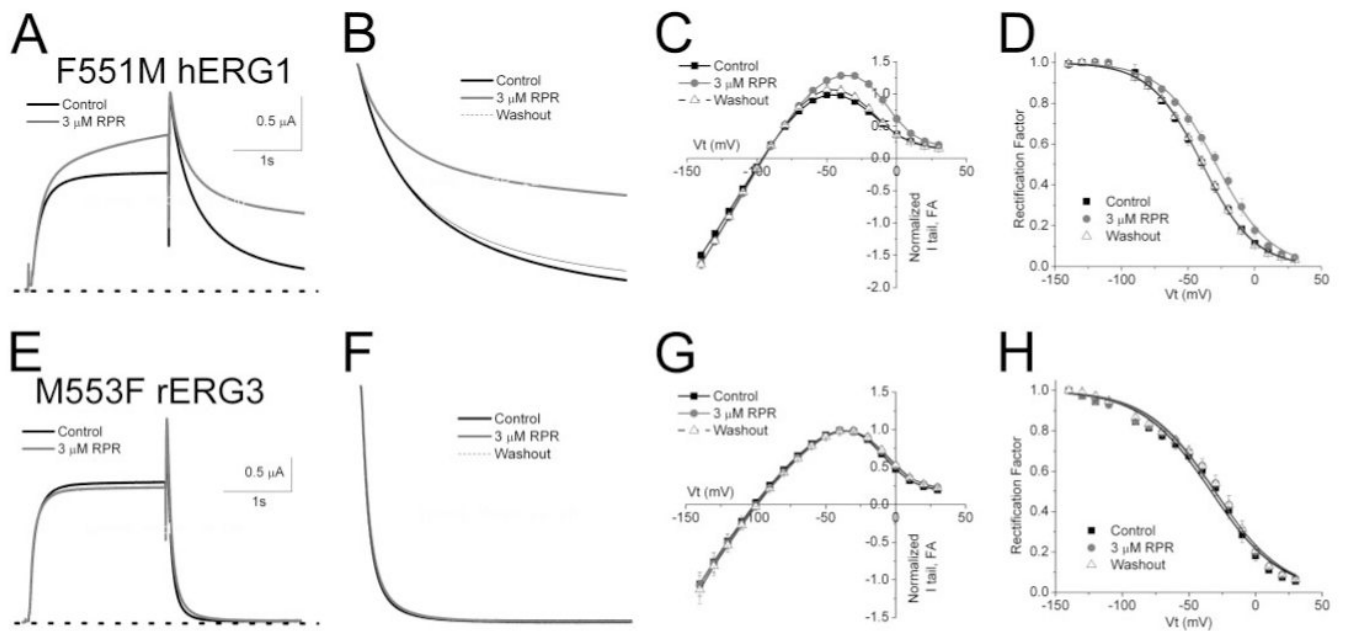 A
F551M hERG1
Control
3 µM RPR
0.5 µA
1s
B
Control
3 µM RPR
Washout
C
Control
3 µM RPR
Washout
Vt (mV)
-150
-100
-50
0
50
1.5
1.0
0.5
0.0
-0.5
-1.0
-1.5
-2.0
Normalized
I tail, FA
D
Rectification Factor
1.0
0.8
0.6
0.4
0.2
0.0
Control
3 µM RPR
Washout
-150
-100
-50
0
50
Vt (mV)
E
M553F rERG3
Control
3 µM RPR
0.5 µA
1s
F
Control
3 µM RPR
Washout
G
Control
3 µM RPR
Washout
Vt (mV)
-150
-100
-50
0
50
1.5
1.0
0.5
0.0
-0.5
-1.0
-1.5
Normalized
I tail, FA
H
Rectification Factor
1.0
0.8
0.6
0.4
0.2
0.0
Control
3 µM RPR
Washout
-150
-100
-50
0
50
Vt (mV)